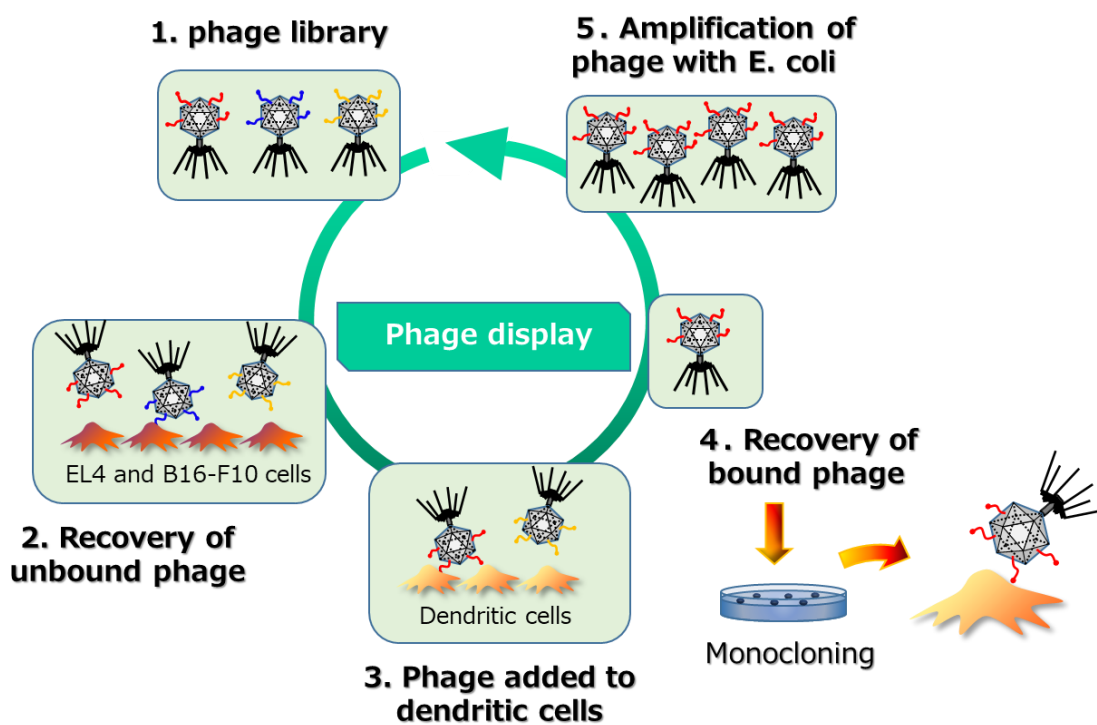 1. phage library
5. Amplification of
phage with E. coli
Phage display
EL4 and B16-F10 cells
2. Recovery of
unbound phage
Dendritic cells
3. Phage added to
dendritic cells
4. Recovery of
bound phage
Monocloning